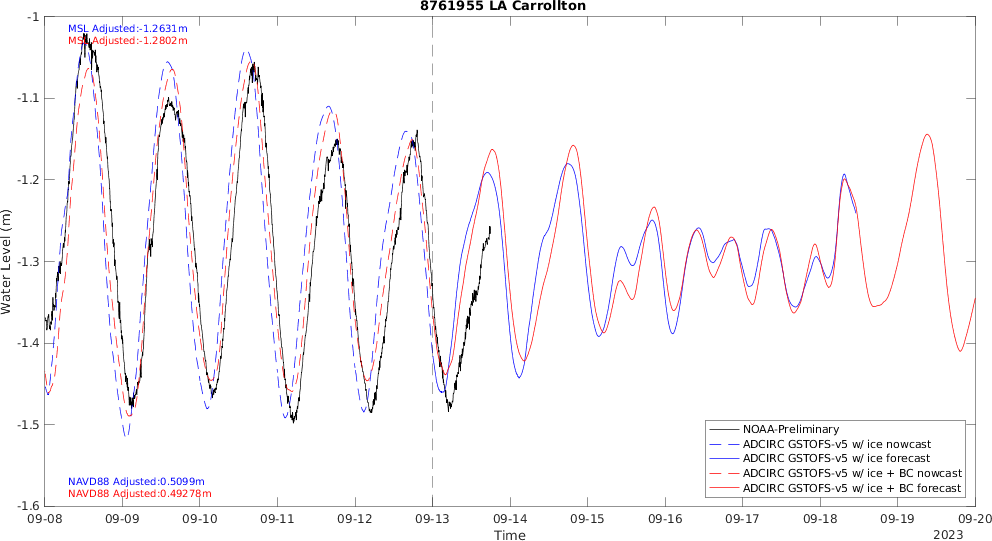 8761955 LA Carrollton
MSL Adjusted:-1.2631m
MSL Adjusted:-1.2802m
-1
-1.1
-1.2
-1.3
-1.4
-1.5
-1.6
Water Level (m)
NAVD88 Adjusted:0.5099m
NAVD88 Adjusted:0.49278m
NOAA-Preliminary
ADCIRC GSTOFS-v5 w/ ice nowcast
ADCIRC GSTOFS-v5 w/ ice forecast
ADCIRC GSTOFS-v5 w/ ice + BC nowcast
ADCIRC GSTOFS-v5 w/ ice + BC forecast
09-08 09-09 09-10 09-11 09-12 09-13 09-14 09-15 09-16 09-17 09-18 09-19 09-20
Time
2023